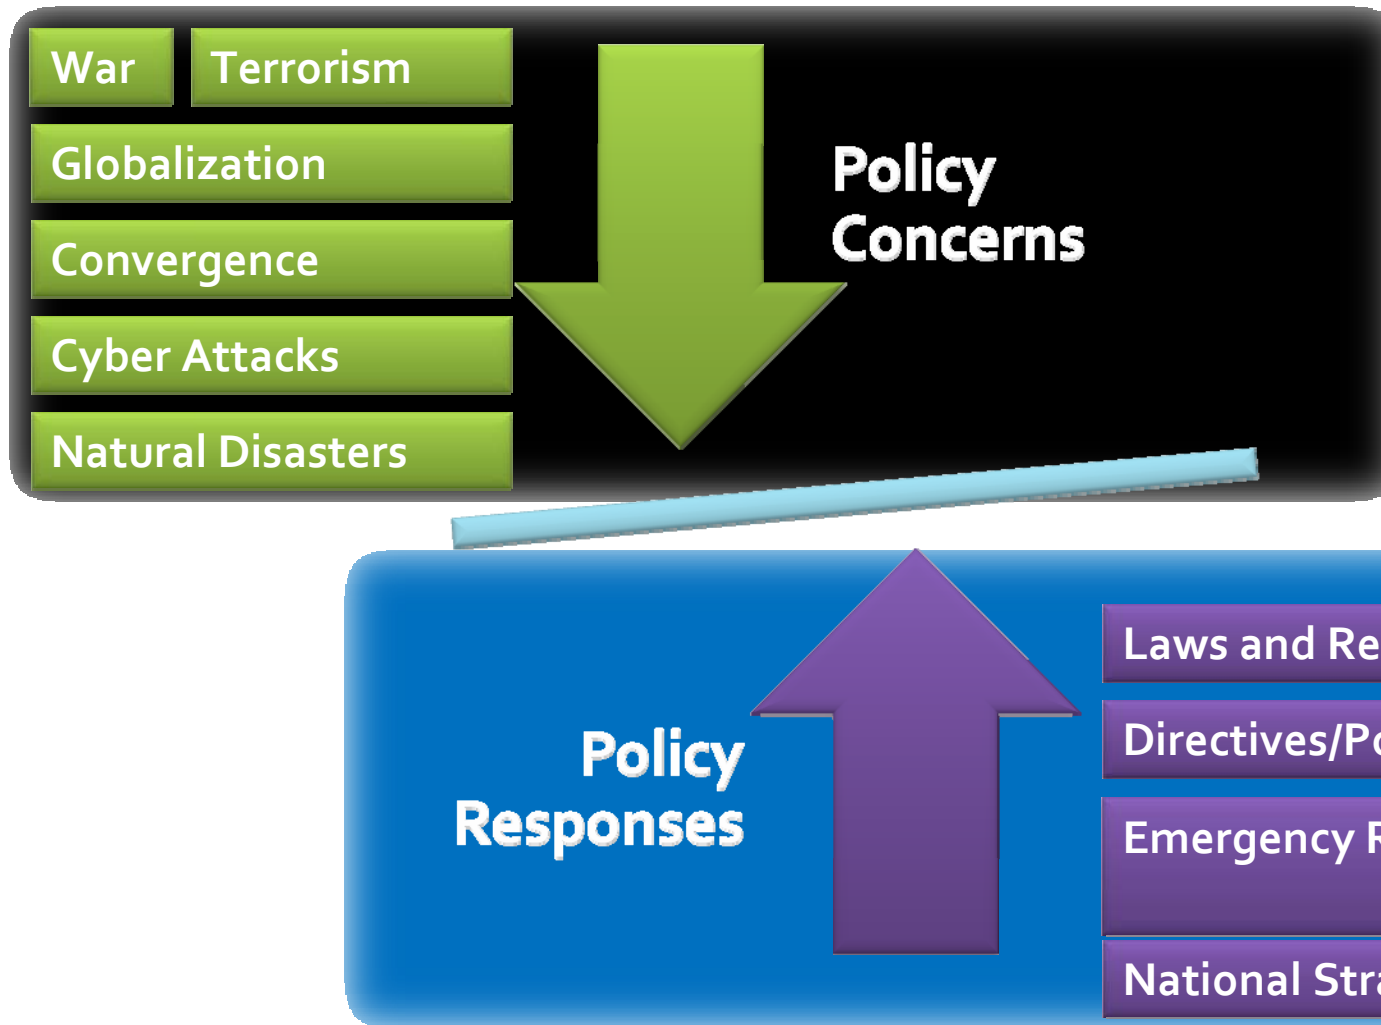 War
Terrorism
Globalization
Convergence
Cyber Attacks
Natural Disasters
Policy
Concerns
Policy
Responses
Laws and Re
Directives/Po
Emergency R
National Stra